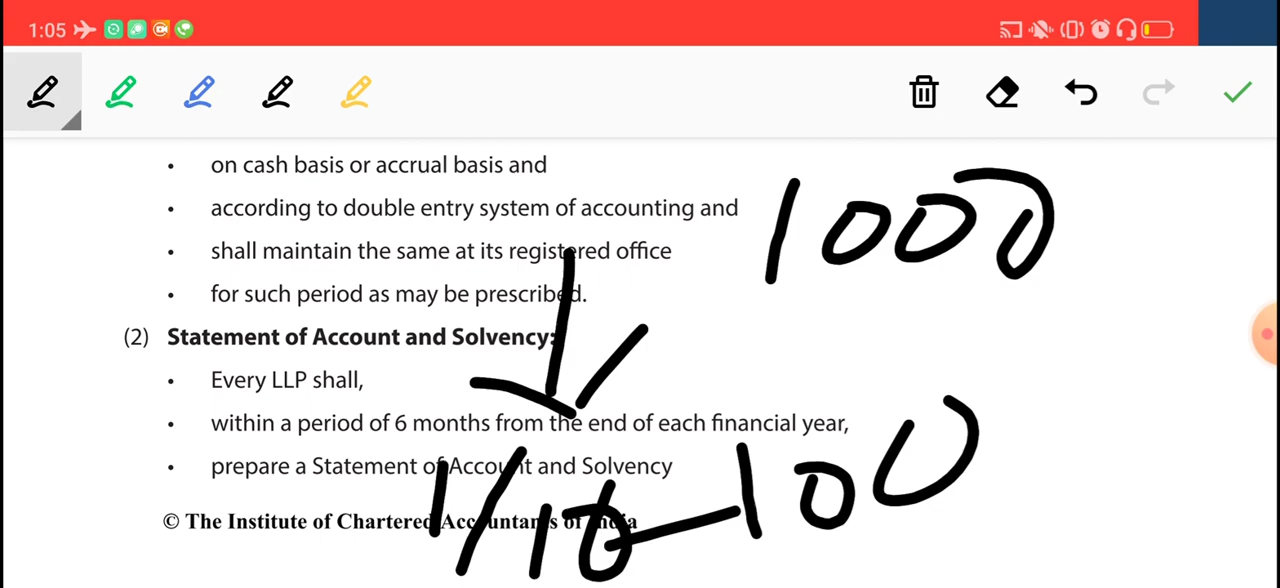 1:05
• on cash basis or accrual basis and
• according to double entry system of accounting and
1000
• shall maintain the same at its registered office
• for such period as may be prescribed.
(2) Statement of Account and Solvency:
• Every LLP shall,
• within a period of 6 months from the end of each financial year,
• prepare a Statement of Account and Solvency
1/10 - 100
© The Institute of Chartered Accountants of India